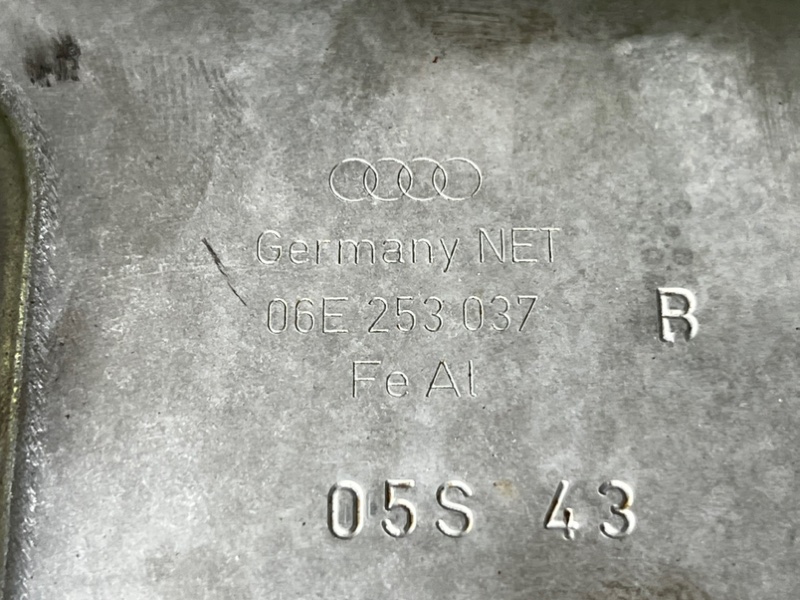 Germany NET
06E 253 037 B
Fe Al
05S 43